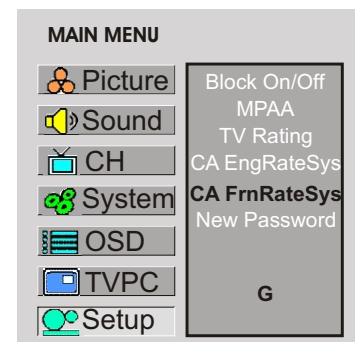 MAIN MENU
Picture
Sound
CH
System
OSD
TVPC
Setup
Block On/Off
MPAA
TV Rating
CA EngRateSys
CA FrnRateSys
New Password
G